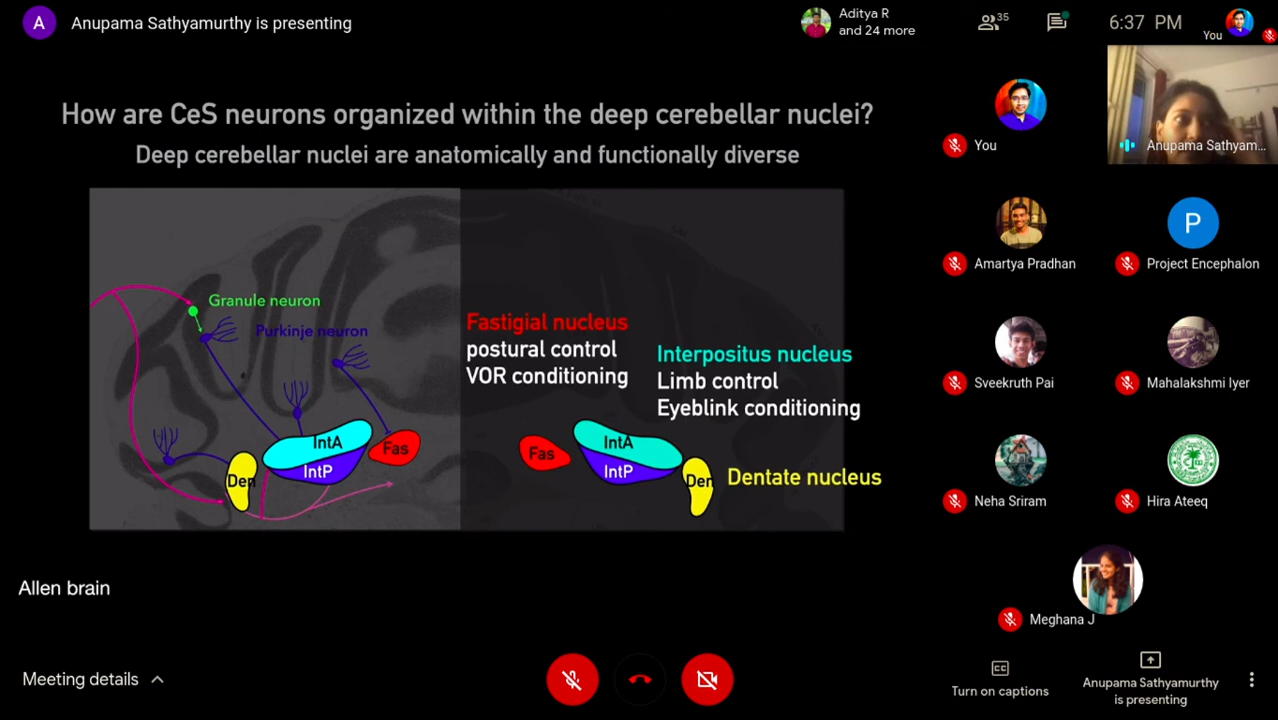 A
Anupama Sathyamurthy is presenting
Aditya R
and 24 more
35
6:37 PM
You
How are CeS neurons organized within the deep cerebellar nuclei?
Deep cerebellar nuclei are anatomically and functionally diverse
Granule neuron
Purkinje neuron
Fastigial nucleus
postural control
VOR conditioning
Interpositus nucleus
Limb control
Eyeblink conditioning
IntA
IntP
Fas
Den
Fas
IntA
IntP
Den
Dentate nucleus
Allen brain
You
Anupama Sathyam...
Amartya Pradhan
P
Project Encephalon
Sveekruth Pai
Mahalakshmi Iyer
Neha Sriram
Hira Ateeq
Meghana J
Meeting details
CC
Turn on captions
Anupama Sathyamurthy
is presenting